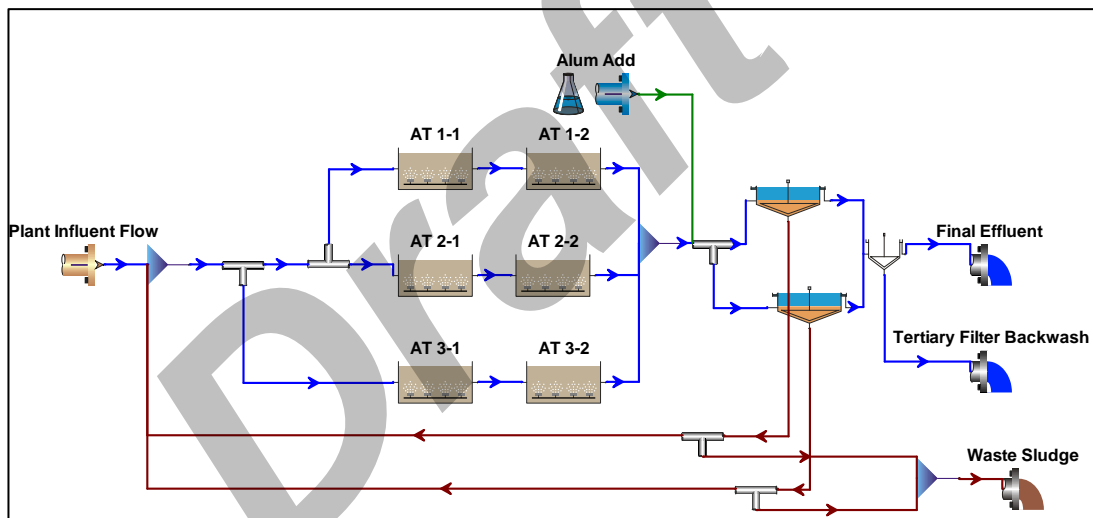 Alum Add
AT 1-1
AT 1-2
Plant Influent Flow
AT 2-1
AT 2-2
Final Effluent
Tertiary Filter Backwash
AT 3-1
AT 3-2
Waste Sludge
Draft